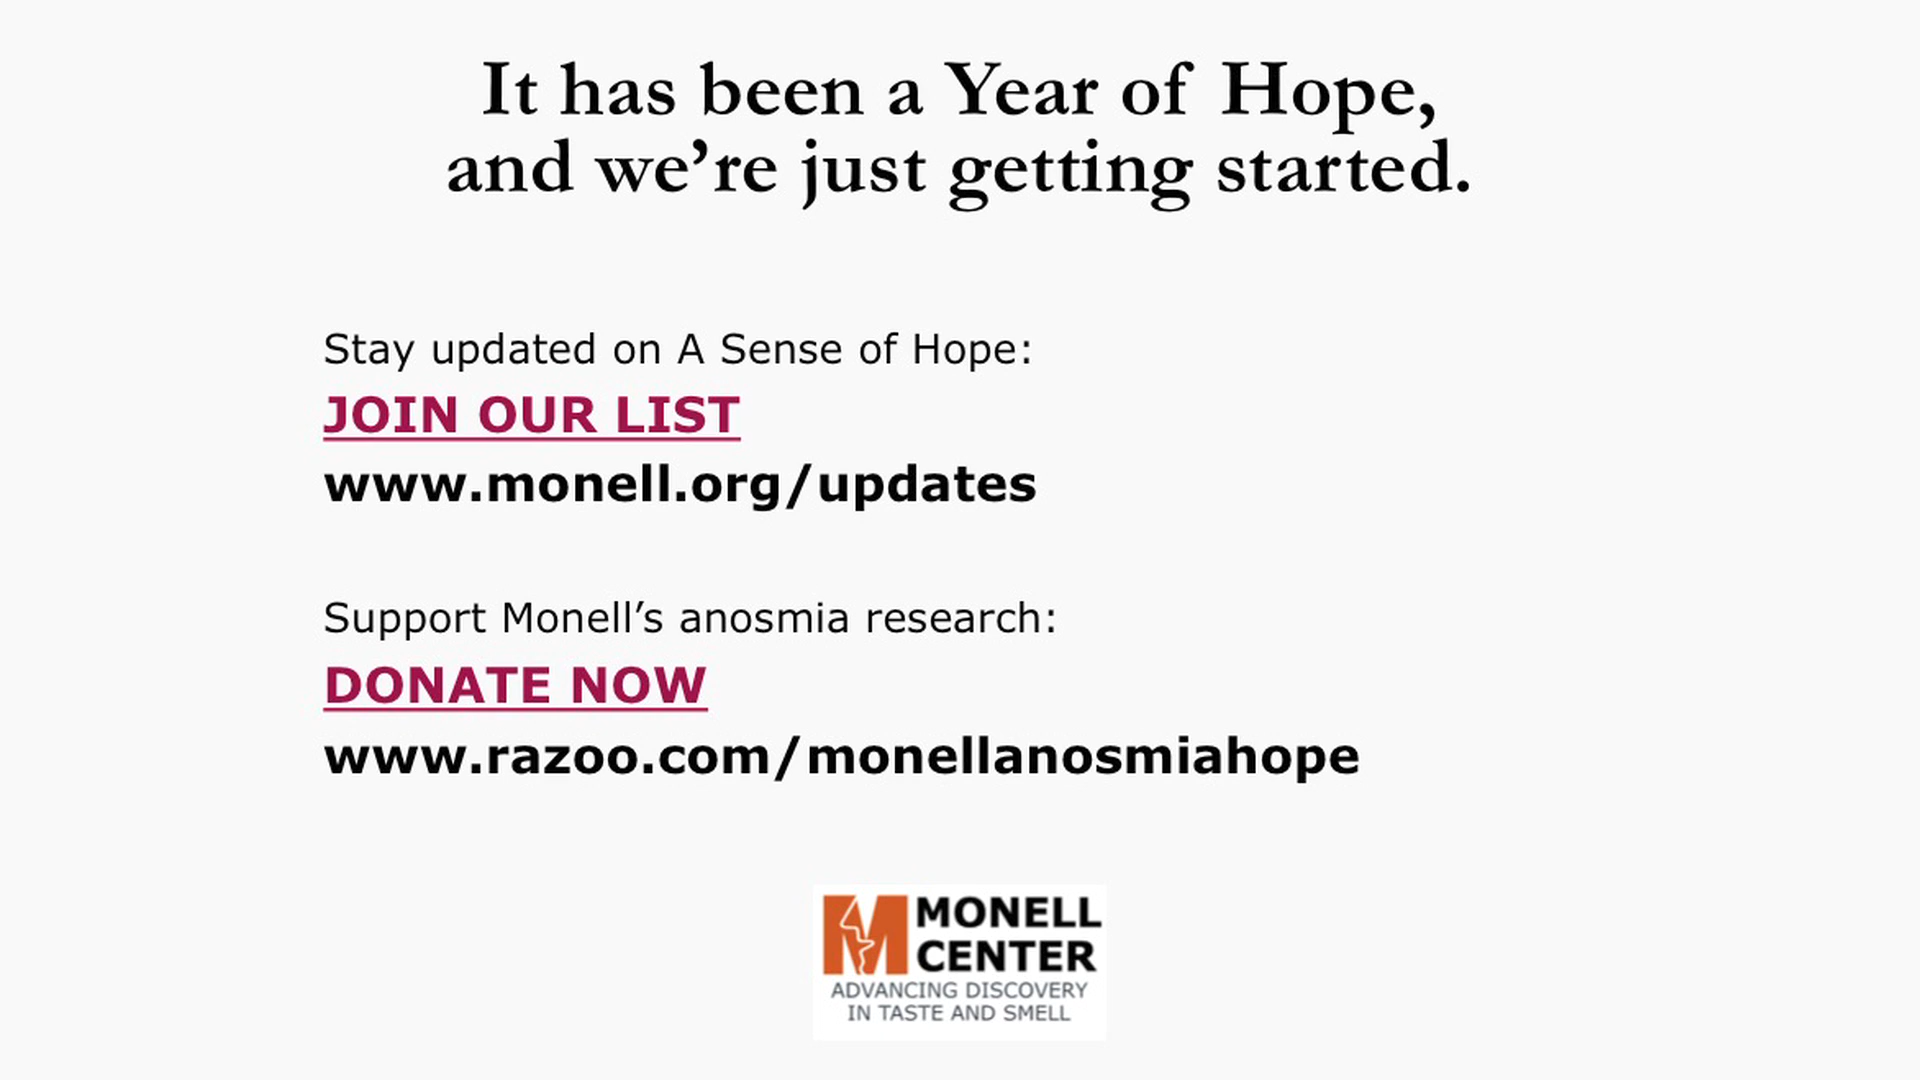 It has been a Year of Hope,
and we’re just getting started.
Stay updated on A Sense of Hope:
JOIN OUR LIST
www.monell.org/updates
Support Monell’s anosmia research:
DONATE NOW
www.razoo.com/monellanosmiahope
MONELL
CENTER
ADVANCING DISCOVERY
IN TASTE AND SMELL